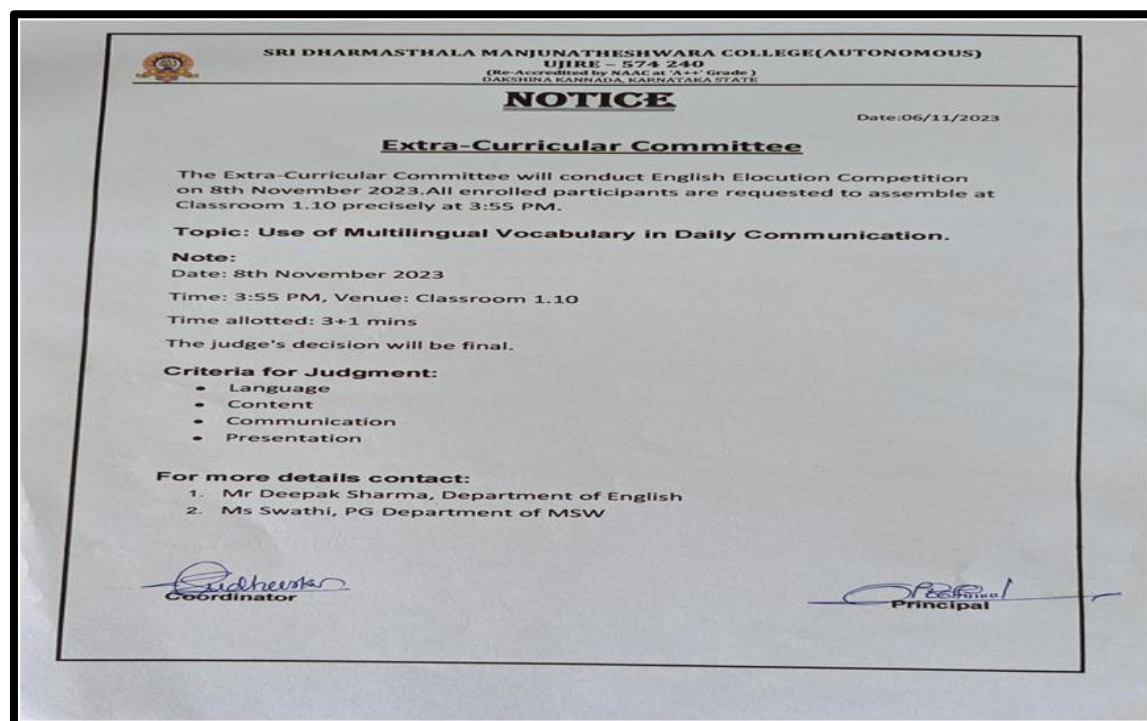 SRI DHARMASTHALA MANJUNATHESHWARA COLLEGE(AUTONOMOUS)
UJIRE – 574 240
(Re-Accredited by NAAC at 'A++' Grade )
DAKSHINA KANNADA, KARNATAKA STATE
NOTICE
Date:06/11/2023
Extra-Curricular Committee
The Extra-Curricular Committee will conduct English Elocution Competition
on 8th November 2023.All enrolled participants are requested to assemble at
Classroom 1.10 precisely at 3:55 PM.
Topic: Use of Multilingual Vocabulary in Daily Communication.
Note:
Date: 8th November 2023
Time: 3:55 PM, Venue: Classroom 1.10
Time allotted: 3+1 mins
The judge's decision will be final.
Criteria for Judgment:
• Language
• Content
• Communication
• Presentation
For more details contact:
1. Mr Deepak Sharma, Department of English
2. Ms Swathi, PG Department of MSW
Coordinator
Principal